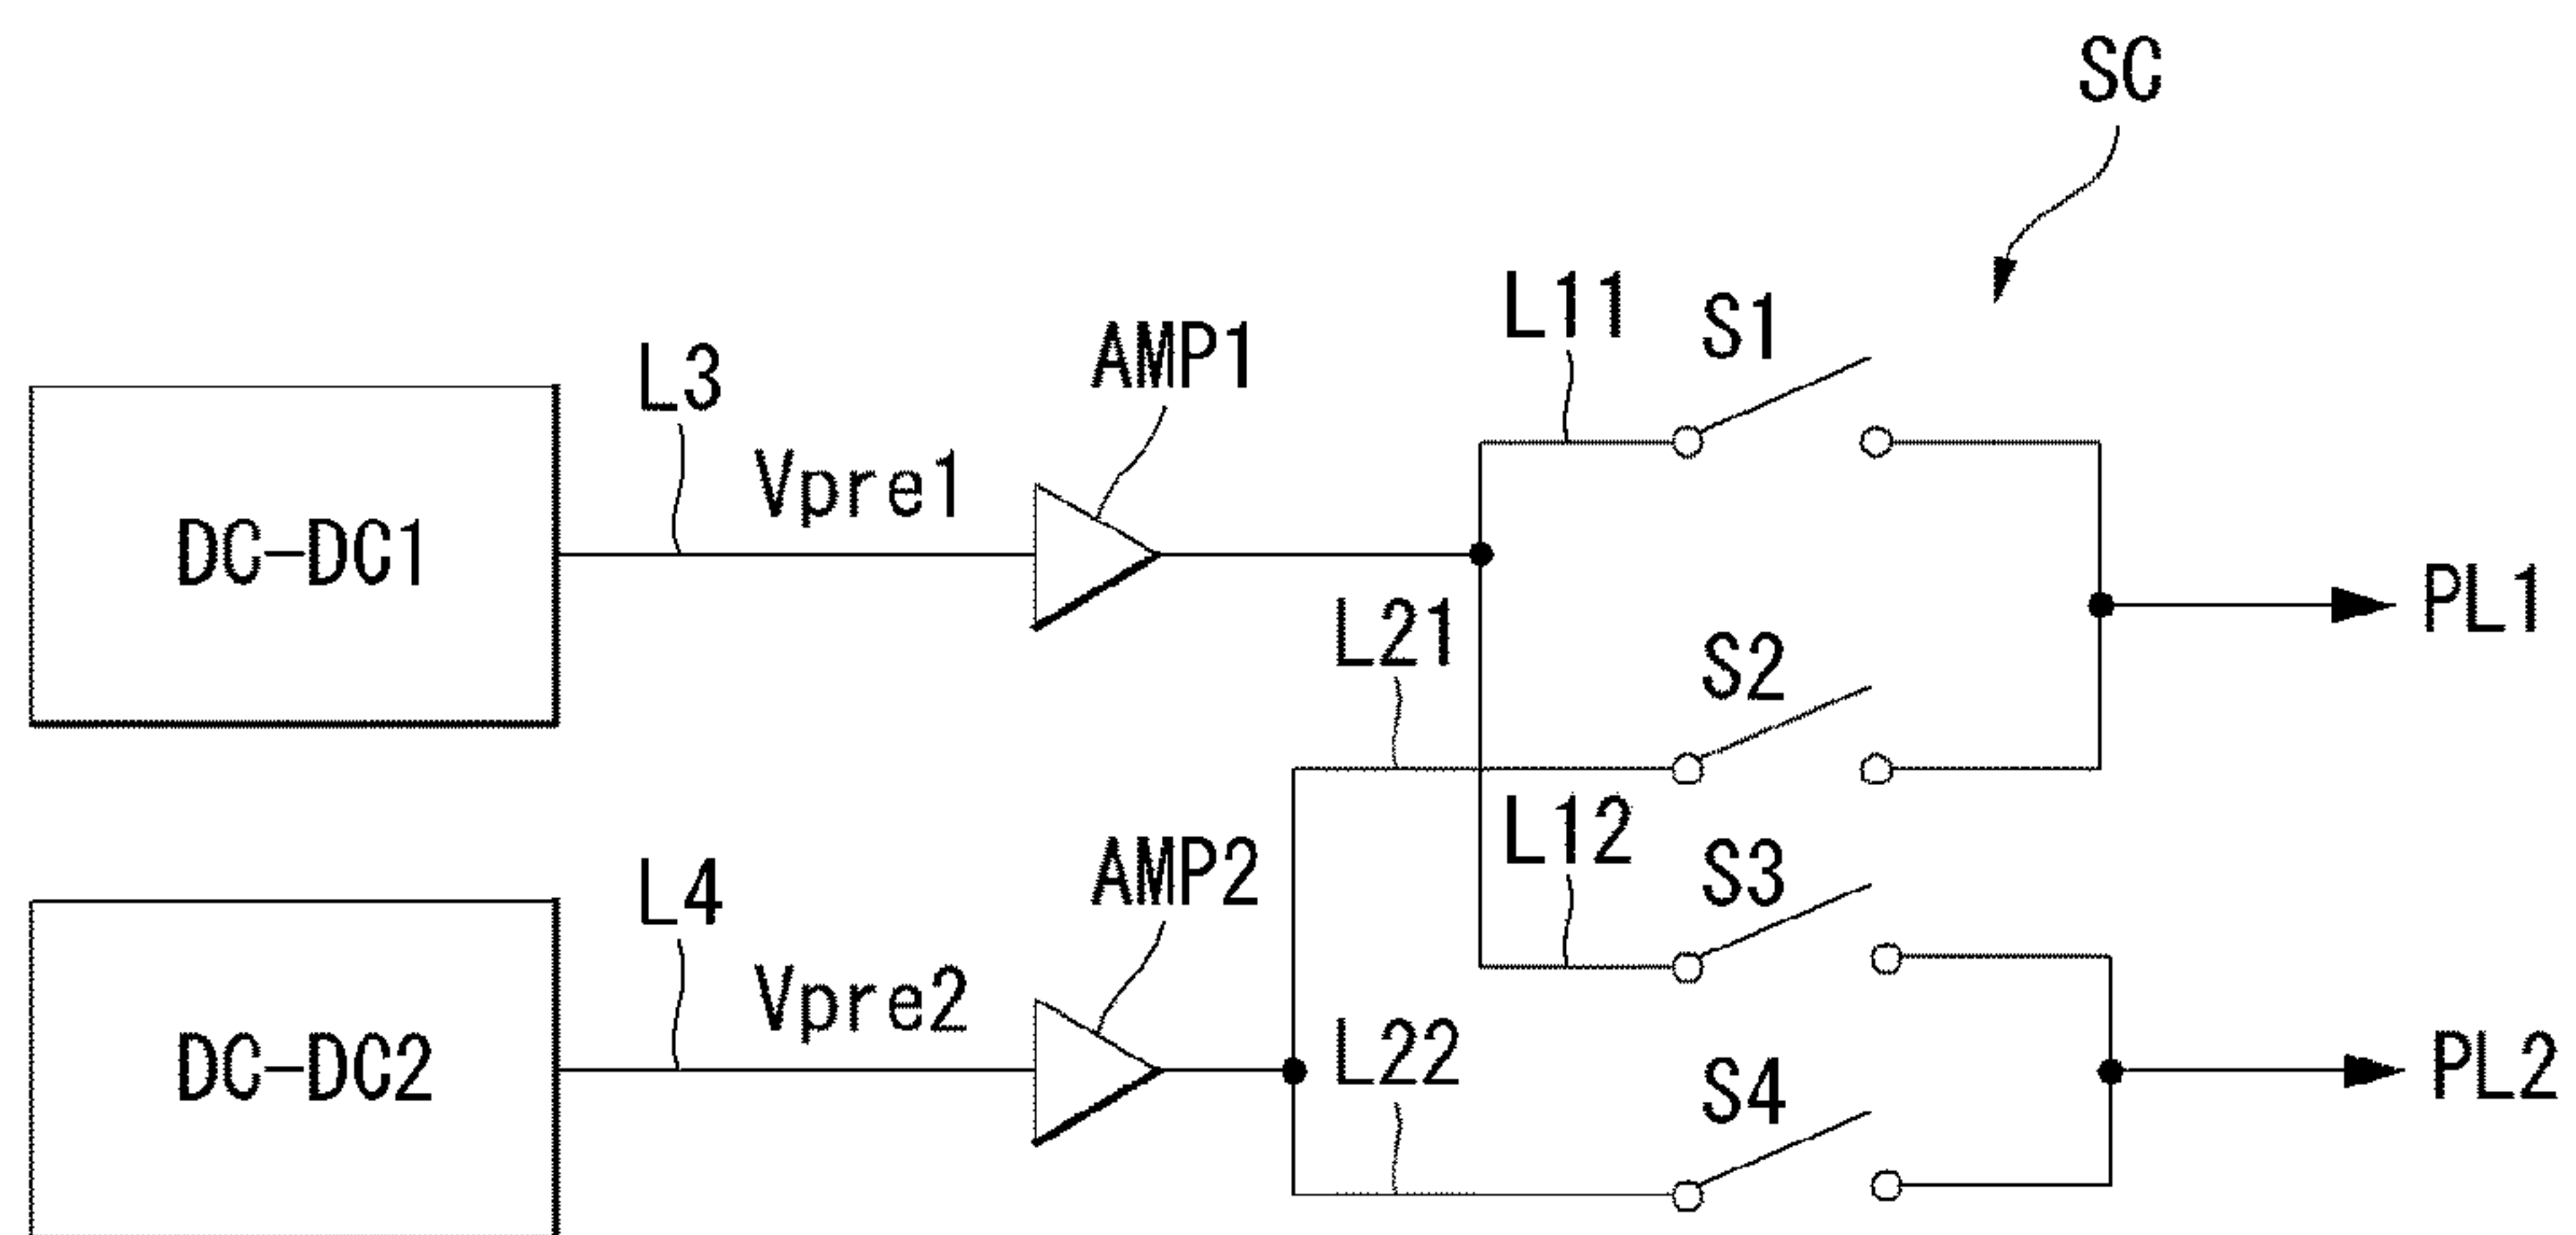 SC
L11
S1
AMP1
L3
Vpre1
DC-DC1
PL1
L21
S2
L12
S3
AMP2
L4
Vpre2
L22
S4
DC-DC2
PL2